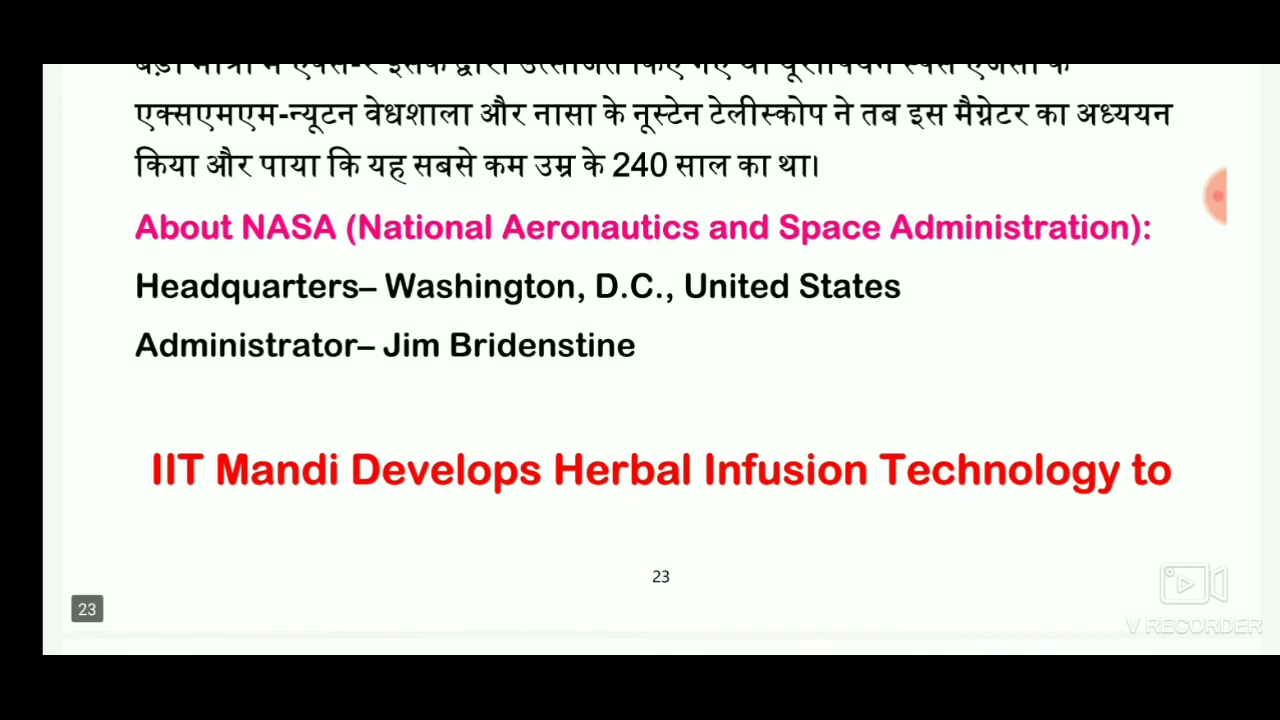 एक्सएमएम-न्यूटन वेधशाला और नासा के नूस्टेन टेलीस्कोप ने तब इस मैग्नेटर का अध्ययन
किया और पाया कि यह सबसे कम उम्र के 240 साल का था।
About NASA (National Aeronautics and Space Administration):
Headquarters– Washington, D.C., United States
Administrator– Jim Bridenstine
IIT Mandi Develops Herbal Infusion Technology to
23
23
V RECORDER